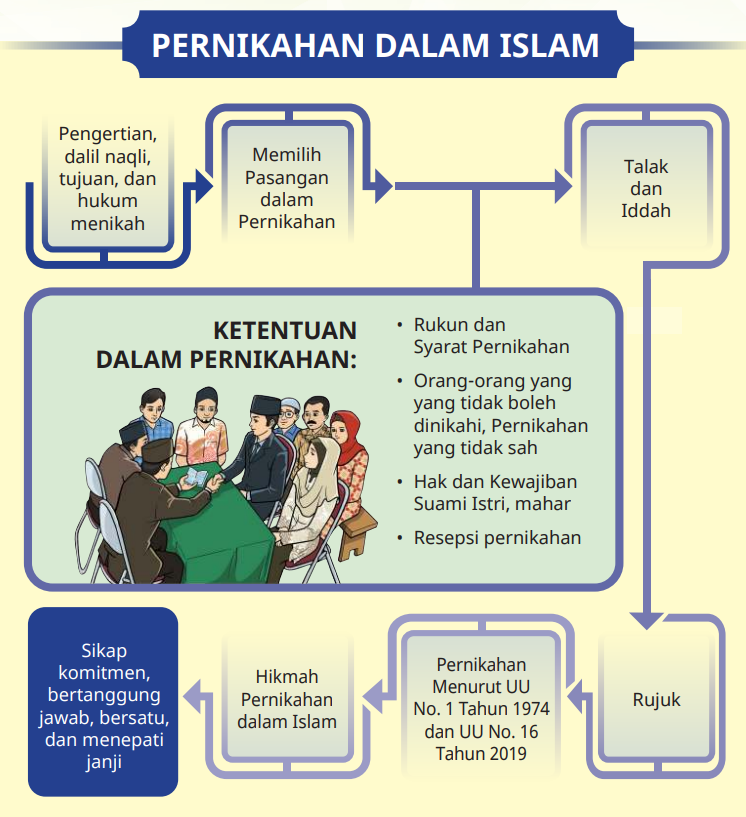 PERNIKAHAN DALAM ISLAM
Pengertian,
dalil naqli,
tujuan, dan
hukum
menikah
Memilih
Pasangan
dalam
Pernikahan
Talak
dan
Iddah
KETENTUAN
DALAM PERNIKAHAN:
• Rukun dan
Syarat Pernikahan
• Orang-orang yang
yang tidak boleh
dinikahi, Pernikahan
yang tidak sah
• Hak dan Kewajiban
Suami Istri, mahar
• Resepsi pernikahan
Rujuk
Pernikahan
Menurut UU
No. 1 Tahun 1974
dan UU No. 16
Tahun 2019
Hikmah
Pernikahan
dalam Islam
Sikap
komitmen,
bertanggung
jawab, bersatu,
dan menepati
janji